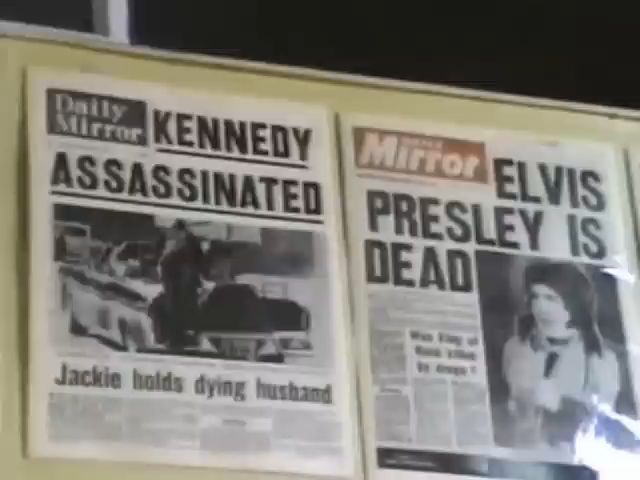 Daily
Mirror
KENNEDY
ASSASSINATED
Jackie holds dying husband
Mirror
ELVIS
PRESLEY IS
DEAD
Was King of
Rock killed
by drugs?